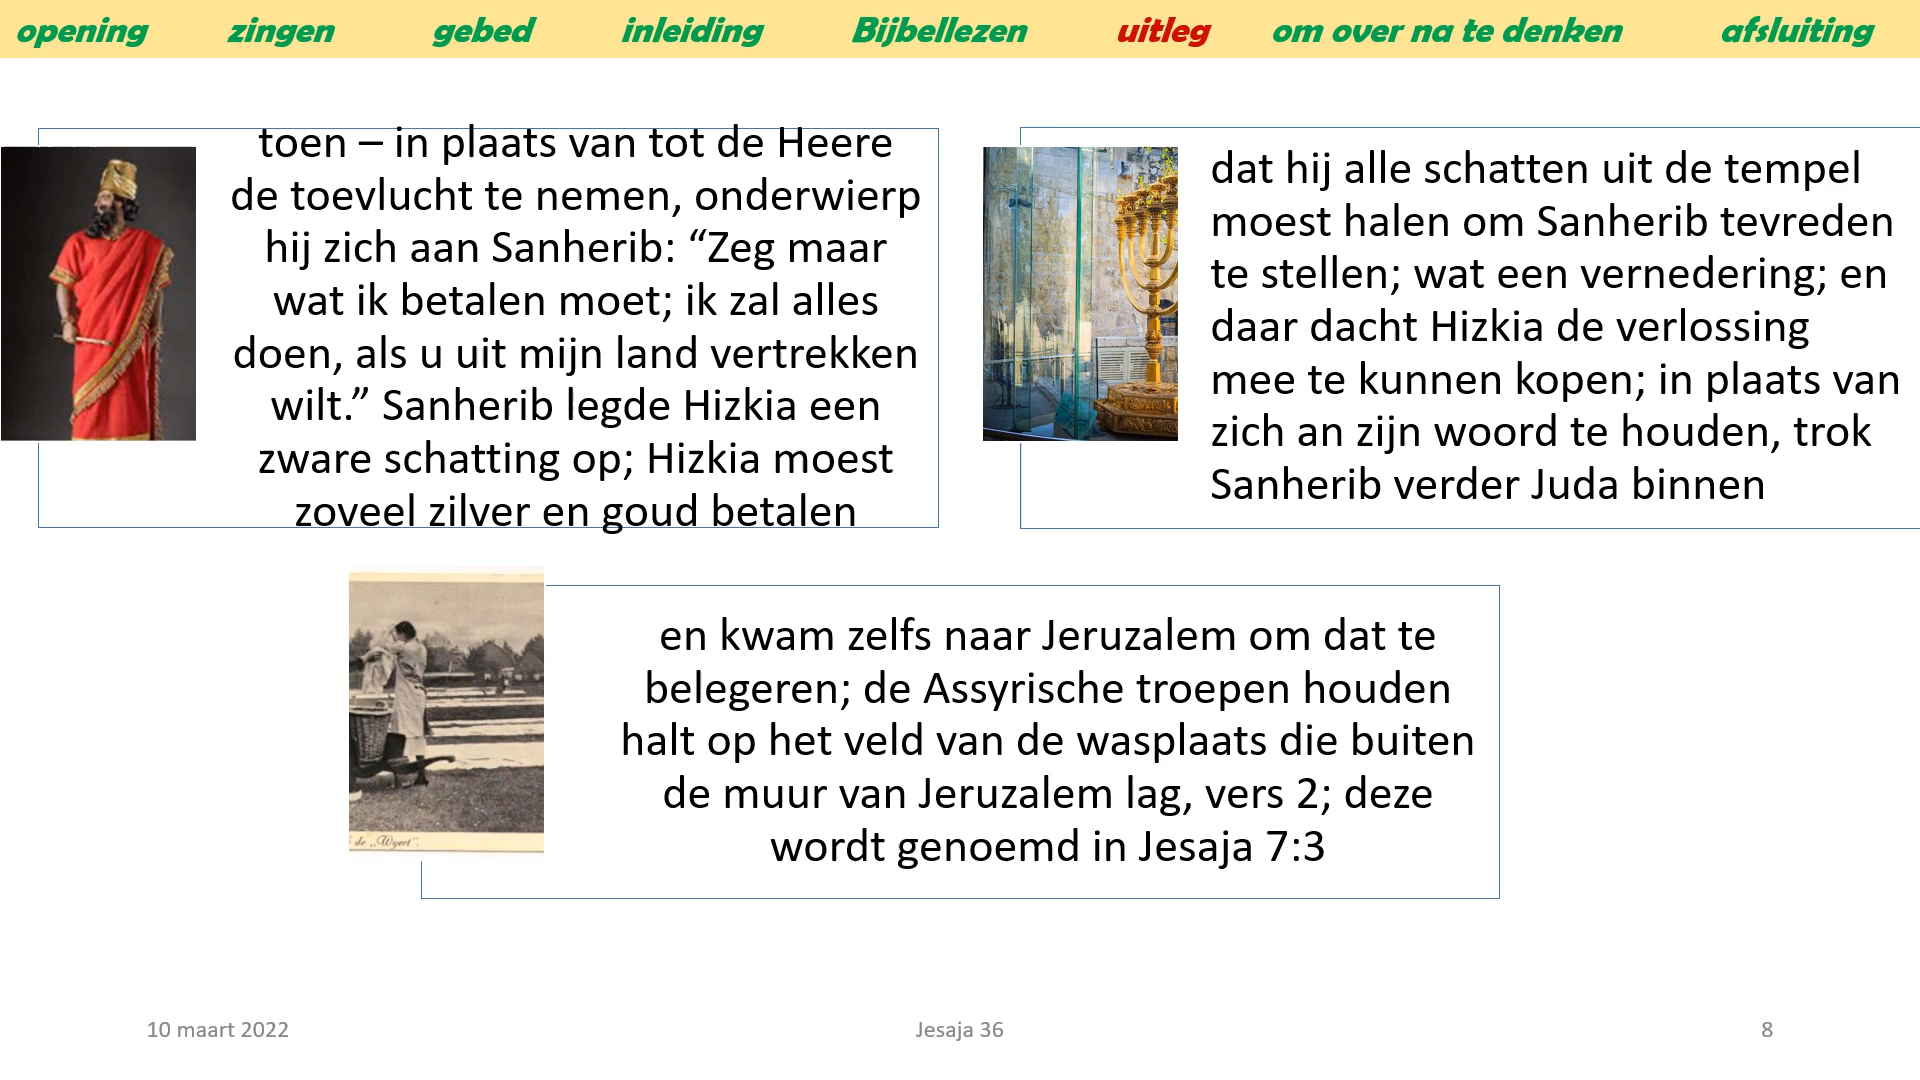 opening zingen gebed inleiding Bijbellezen uitleg om over na te denken afsluiting
toen – in plaats van tot de Heere
de toevlucht te nemen, onderwierp
hij zich aan Sanherib: “Zeg maar
wat ik betalen moet; ik zal alles
doen, als u uit mijn land vertrekken
wilt.” Sanherib legde Hizkia een
zware schatting op; Hizkia moest
zoveel zilver en goud betalen
dat hij alle schatten uit de tempel
moest halen om Sanherib tevreden
te stellen; wat een vernedering; en
daar dacht Hizkia de verlossing
mee te kunnen kopen; in plaats van
zich an zijn woord te houden, trok
Sanherib verder Juda binnen
de „Wyert”.
en kwam zelfs naar Jeruzalem om dat te
belegeren; de Assyrische troepen houden
halt op het veld van de wasplaats die buiten
de muur van Jeruzalem lag, vers 2; deze
wordt genoemd in Jesaja 7:3
10 maart 2022
Jesaja 36
8